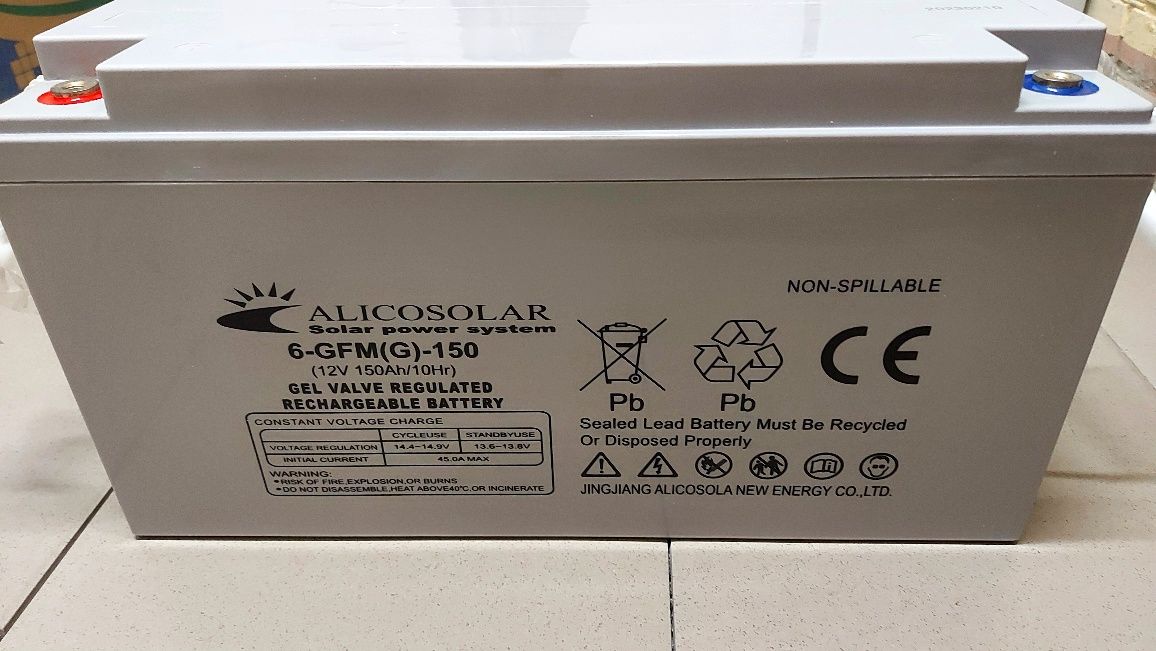 20230210
NON-SPILLABLE
ALICOSOLAR
Solar power system
6-GFM(G)-150
(12V 150Ah/10Hr)
GEL VALVE REGULATED
RECHARGEABLE BATTERY
CONSTANT VOLTAGE CHARGE
CYCLEUSE STANDBYUSE
VOLTAGE REGULATION 14.4-14.9V 13.6-13.8V
INITIAL CURRENT 45.0A MAX
WARNING:
•RISK OF FIRE,EXPLOSION,OR BURNS
•DO NOT DISASSEMBLE,HEAT ABOVE40°C,OR INCINERATE
CE
Pb Pb
Sealed Lead Battery Must Be Recycled
Or Disposed Properly
JINGJIANG ALICOSOLA NEW ENERGY CO.,LTD.